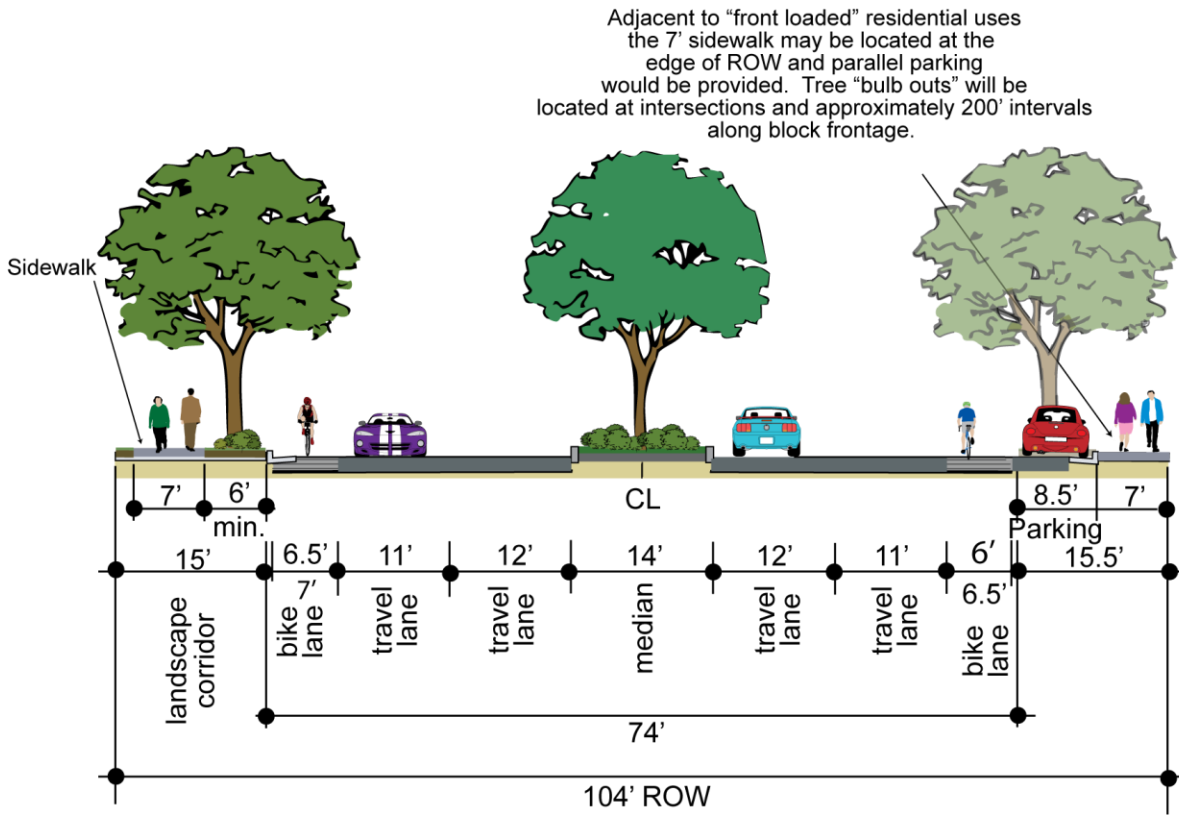 Adjacent to “front loaded” residential uses
the 7’ sidewalk may be located at the
edge of ROW and parallel parking
would be provided.  Tree “bulb outs” will be
located at intersections and approximately 200’ intervals
along block frontage.
Sidewalk
7’
6’
min.
CL
8.5’
7’
Parking
15’
6.5’
11’
12’
14’
12’
11’
6’
15.5’
7’
6.5’
landscape
corridor
bike
lane
travel
lane
travel
lane
median
travel
lane
travel
lane
bike
lane
74’
104’ ROW